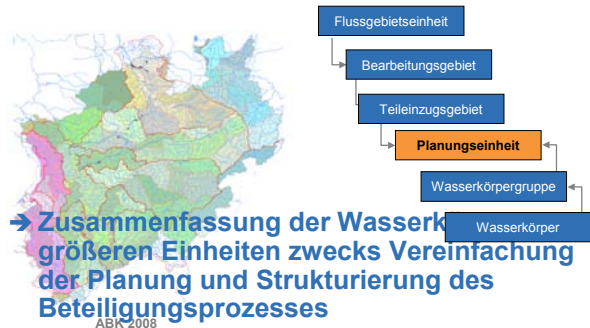 Flussgebietseinheit
Bearbeitungsgebiet
Teileinzugsgebiet
Planungseinheit
Wasserkörpergruppe
Wasserkörper
➔ Zusammenfassung der Wasserk
größeren Einheiten zwecks Vereinfachung
der Planung und Strukturierung des
Beteiligungsprozesses
ABK 2008